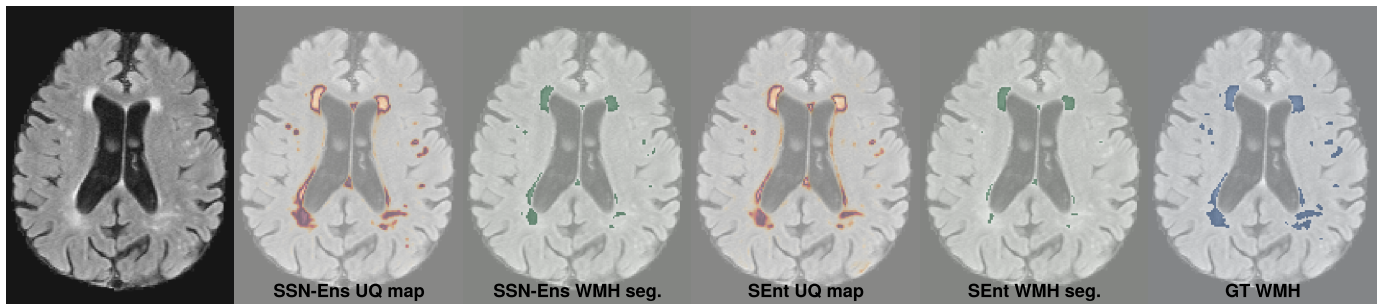 SSN-Ens UQ map
SSN-Ens WMH seg.
SEnt UQ map
SEnt WMH seg.
GT WMH